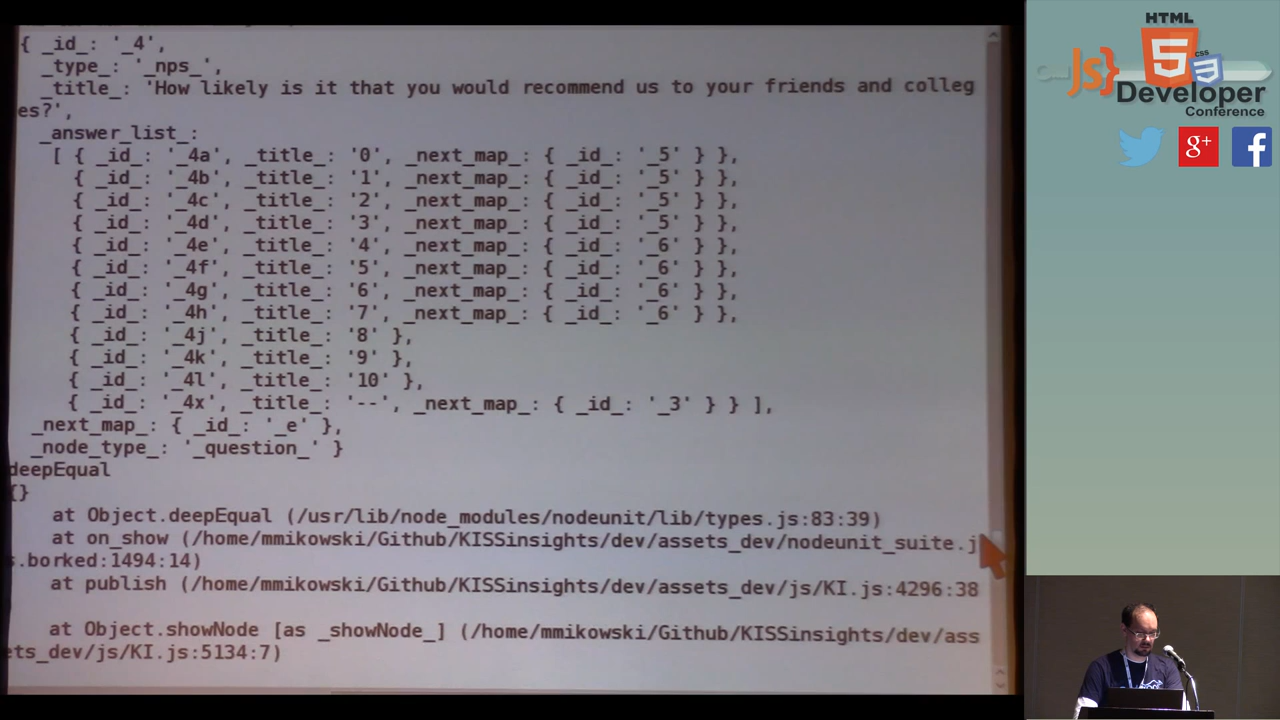 { _id_: '_4',
_type_: '_nps_',
_title_: 'How likely is it that you would recommend us to your friends and colleg
es?',
_answer_list_:
[ { _id_: '_4a', _title_: '0', _next_map_: { _id_: '_5' } },
{ _id_: '_4b', _title_: '1', _next_map_: { _id_: '_5' } },
{ _id_: '_4c', _title_: '2', _next_map_: { _id_: '_5' } },
{ _id_: '_4d', _title_: '3', _next_map_: { _id_: '_5' } },
{ _id_: '_4e', _title_: '4', _next_map_: { _id_: '_6' } },
{ _id_: '_4f', _title_: '5', _next_map_: { _id_: '_6' } },
{ _id_: '_4g', _title_: '6', _next_map_: { _id_: '_6' } },
{ _id_: '_4h', _title_: '7', _next_map_: { _id_: '_6' } },
{ _id_: '_4j', _title_: '8' },
{ _id_: '_4k', _title_: '9' },
{ _id_: '_4l', _title_: '10' },
{ _id_: '_4x', _title_: '--', _next_map_: { _id_: '_3' } } ],
_next_map_: { _id_: '_e' },
_node_type_: '_question_' }
deepEqual
{}
at Object.deepEqual (/usr/lib/node_modules/nodeunit/lib/types.js:83:39)
at on_show (/home/mmikowski/Github/KISSinsights/dev/assets_dev/nodeunit_suite.j
s.borked:1494:14)
at publish (/home/mmikowski/Github/KISSinsights/dev/assets_dev/js/KI.js:4296:38
at Object.showNode [as _showNode_] (/home/mmikowski/Github/KISSinsights/dev/ass
ets_dev/js/KI.js:5134:7)
HTML
5
JS}
CSS
3
Developer
Conference
g+
f